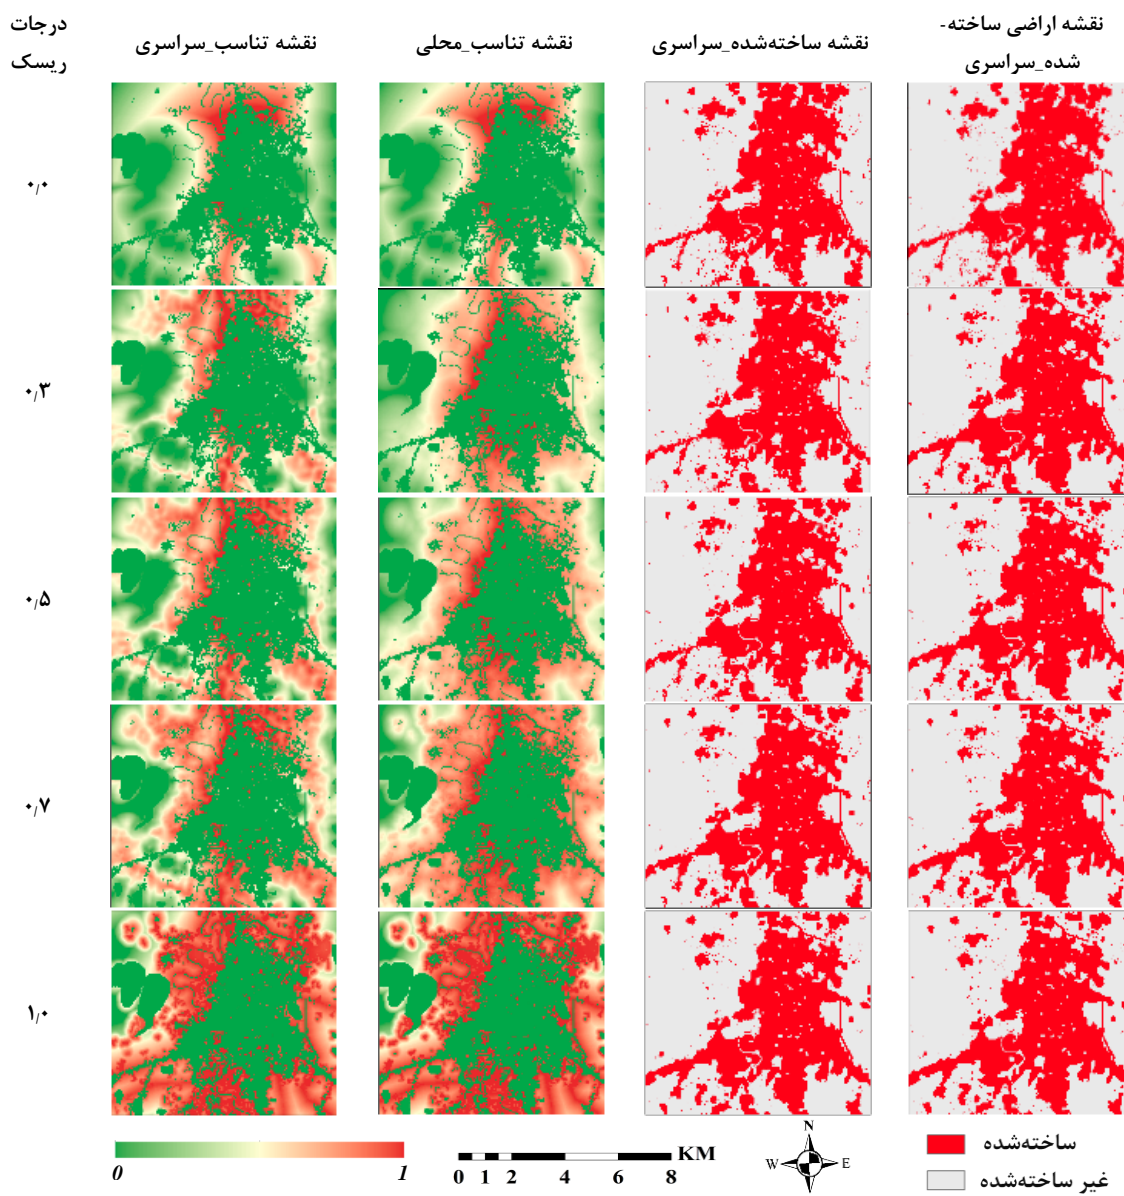 درجات
ریسک
نقشه تناسب_سراسری
نقشه تناسب_محلی
نقشه ساخته‌شده_سراسری
نقشه اراضی ساخته-
شده_سراسری
۰٫۰
۰٫۳
۰٫۵
۰٫۷
۱٫۰
0 1
0 1 2 4 6 8 KM
N
W E
S
ساخته‌شده
غیر ساخته‌شده